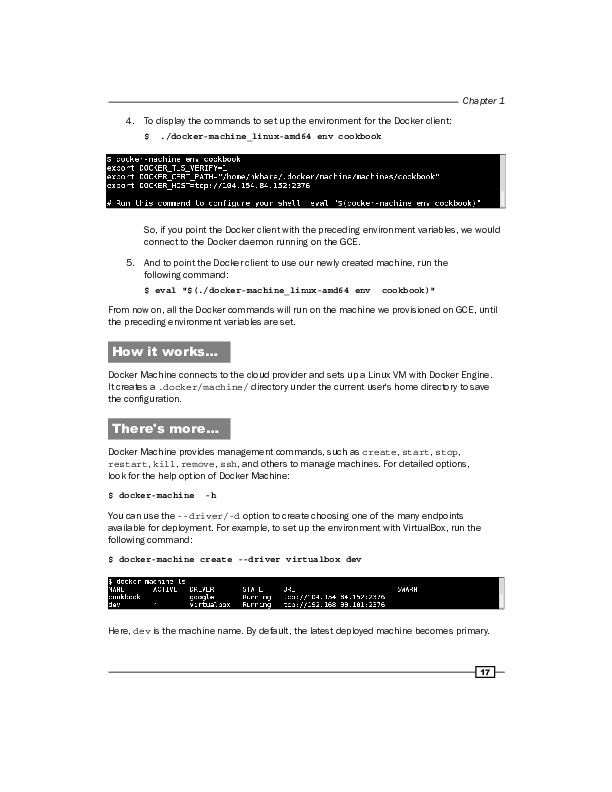 Chapter 1
4. To display the commands to set up the environment for the Docker client:
$ ./docker-machine_linux-amd64 env cookbook
$ docker-machine env cookbook
export DOCKER_TLS_VERIFY=1
export DOCKER_CERT_PATH="/home/nkhare/.docker/machine/machines/cookbook"
export DOCKER_HOST=tcp://104.154.84.152:2376
# Run this command to configure your shell: eval "$(docker-machine env cookbook)"
So, if you point the Docker client with the preceding environment variables, we would
connect to the Docker daemon running on the GCE.
5. And to point the Docker client to use our newly created machine, run the
following command:
$ eval "$(./docker-machine_linux-amd64 env cookbook)"
From now on, all the Docker commands will run on the machine we provisioned on GCE, until
the preceding environment variables are set.
How it works...
Docker Machine connects to the cloud provider and sets up a Linux VM with Docker Engine.
It creates a .docker/machine/ directory under the current user's home directory to save
the configuration.
There's more...
Docker Machine provides management commands, such as create, start, stop,
restart, kill, remove, ssh, and others to manage machines. For detailed options,
look for the help option of Docker Machine:
$ docker-machine -h
You can use the --driver/-d option to create choosing one of the many endpoints
available for deployment. For example, to set up the environment with VirtualBox, run the
following command:
$ docker-machine create --driver virtualbox dev
$ docker-machine ls
NAME ACTIVE DRIVER STATE URL SWARM
cookbook google Running tcp://104.154.84.152:2376
dev * virtualbox Running tcp://192.168.99.101:2376
Here, dev is the machine name. By default, the latest deployed machine becomes primary.
17